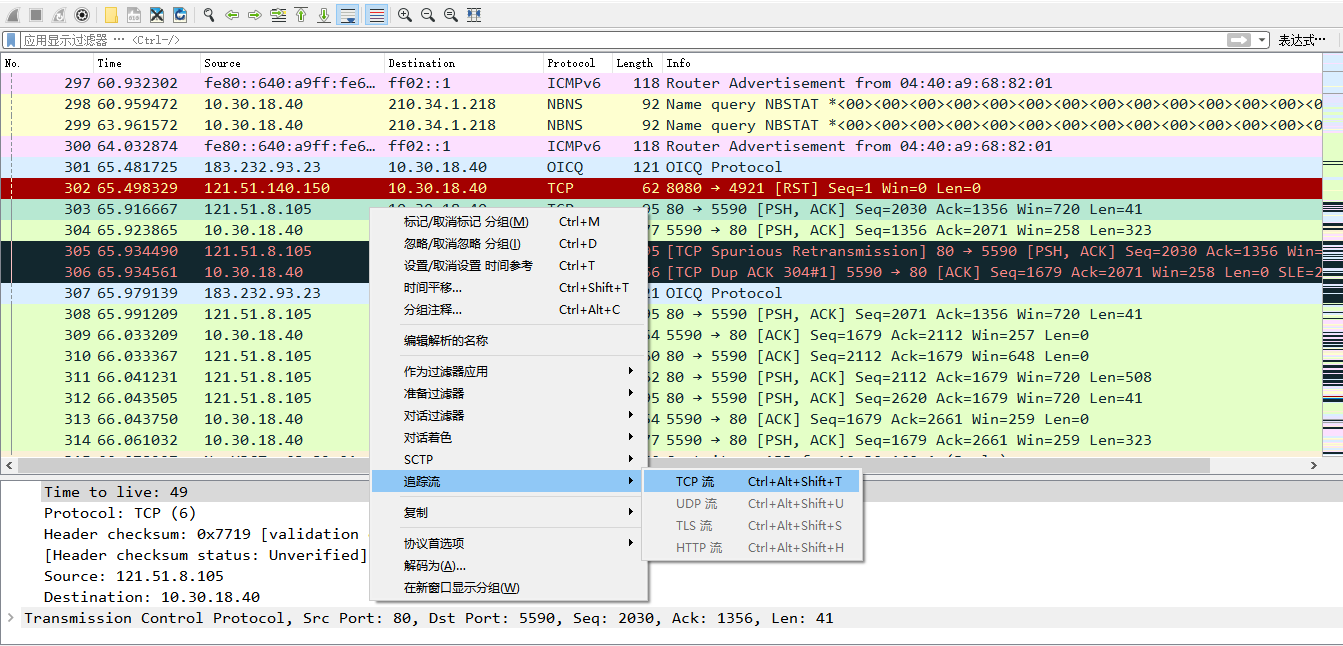 应用显示过滤器 … <Ctrl-/> 表达式…
No. Time Source Destination Protocol Length Info
297 60.932302 fe80::640:a9ff:fe6… ff02::1 ICMPv6 118 Router Advertisement from 04:40:a9:68:82:01
298 60.959472 10.30.18.40 210.34.1.218 NBNS 92 Name query NBSTAT *<00><00><00><00><00><00><00><00><00><00><00><00><0
299 63.961572 10.30.18.40 210.34.1.218 NBNS 92 Name query NBSTAT *<00><00><00><00><00><00><00><00><00><00><00><00><0
300 64.032874 fe80::640:a9ff:fe6… ff02::1 ICMPv6 118 Router Advertisement from 04:40:a9:68:82:01
301 65.481725 183.232.93.23 10.30.18.40 OICQ 121 OICQ Protocol
302 65.498329 121.51.140.150 10.30.18.40 TCP 62 8080 → 4921 [RST] Seq=1 Win=0 Len=0
303 65.916667 121.51.8.105 95 80 → 5590 [PSH, ACK] Seq=2030 Ack=1356 Win=720 Len=41
304 65.923865 10.30.18.40 77 5590 → 80 [PSH, ACK] Seq=1356 Ack=2071 Win=258 Len=323
305 65.934490 121.51.8.105 95 [TCP Spurious Retransmission] 80 → 5590 [PSH, ACK] Seq=2030 Ack=1356 Win=
306 65.934561 10.30.18.40 66 [TCP Dup ACK 304#1] 5590 → 80 [ACK] Seq=1679 Ack=2071 Win=258 Len=0 SLE=2
307 65.979139 183.232.93.23 21 OICQ Protocol
308 65.991209 121.51.8.105 95 80 → 5590 [PSH, ACK] Seq=2071 Ack=1356 Win=720 Len=41
309 66.033209 10.30.18.40 54 5590 → 80 [ACK] Seq=1679 Ack=2112 Win=257 Len=0
310 66.033367 121.51.8.105 60 80 → 5590 [ACK] Seq=2112 Ack=1679 Win=648 Len=0
311 66.041231 121.51.8.105 62 80 → 5590 [PSH, ACK] Seq=2112 Ack=1679 Win=720 Len=508
312 66.043505 121.51.8.105 95 80 → 5590 [PSH, ACK] Seq=2620 Ack=1679 Win=720 Len=41
313 66.043750 10.30.18.40 54 5590 → 80 [ACK] Seq=1679 Ack=2661 Win=259 Len=0
314 66.061032 10.30.18.40 77 5590 → 80 [PSH, ACK] Seq=1679 Ack=2661 Win=259 Len=323
标记/取消标记 分组(M) Ctrl+M
忽略/取消忽略 分组(I) Ctrl+D
设置/取消设置 时间参考 Ctrl+T
时间平移... Ctrl+Shift+T
分组注释... Ctrl+Alt+C
编辑解析的名称
作为过滤器应用
准备过滤器
对话过滤器
对话着色
SCTP
追踪流
复制
协议首选项
解码为(A)...
在新窗口显示分组(W)
TCP 流 Ctrl+Alt+Shift+T
UDP 流 Ctrl+Alt+Shift+U
TLS 流 Ctrl+Alt+Shift+S
HTTP 流 Ctrl+Alt+Shift+H
Time to live: 49
Protocol: TCP (6)
Header checksum: 0x7719 [validation
[Header checksum status: Unverified]
Source: 121.51.8.105
Destination: 10.30.18.40
Transmission Control Protocol, Src Port: 80, Dst Port: 5590, Seq: 2030, Ack: 1356, Len: 41